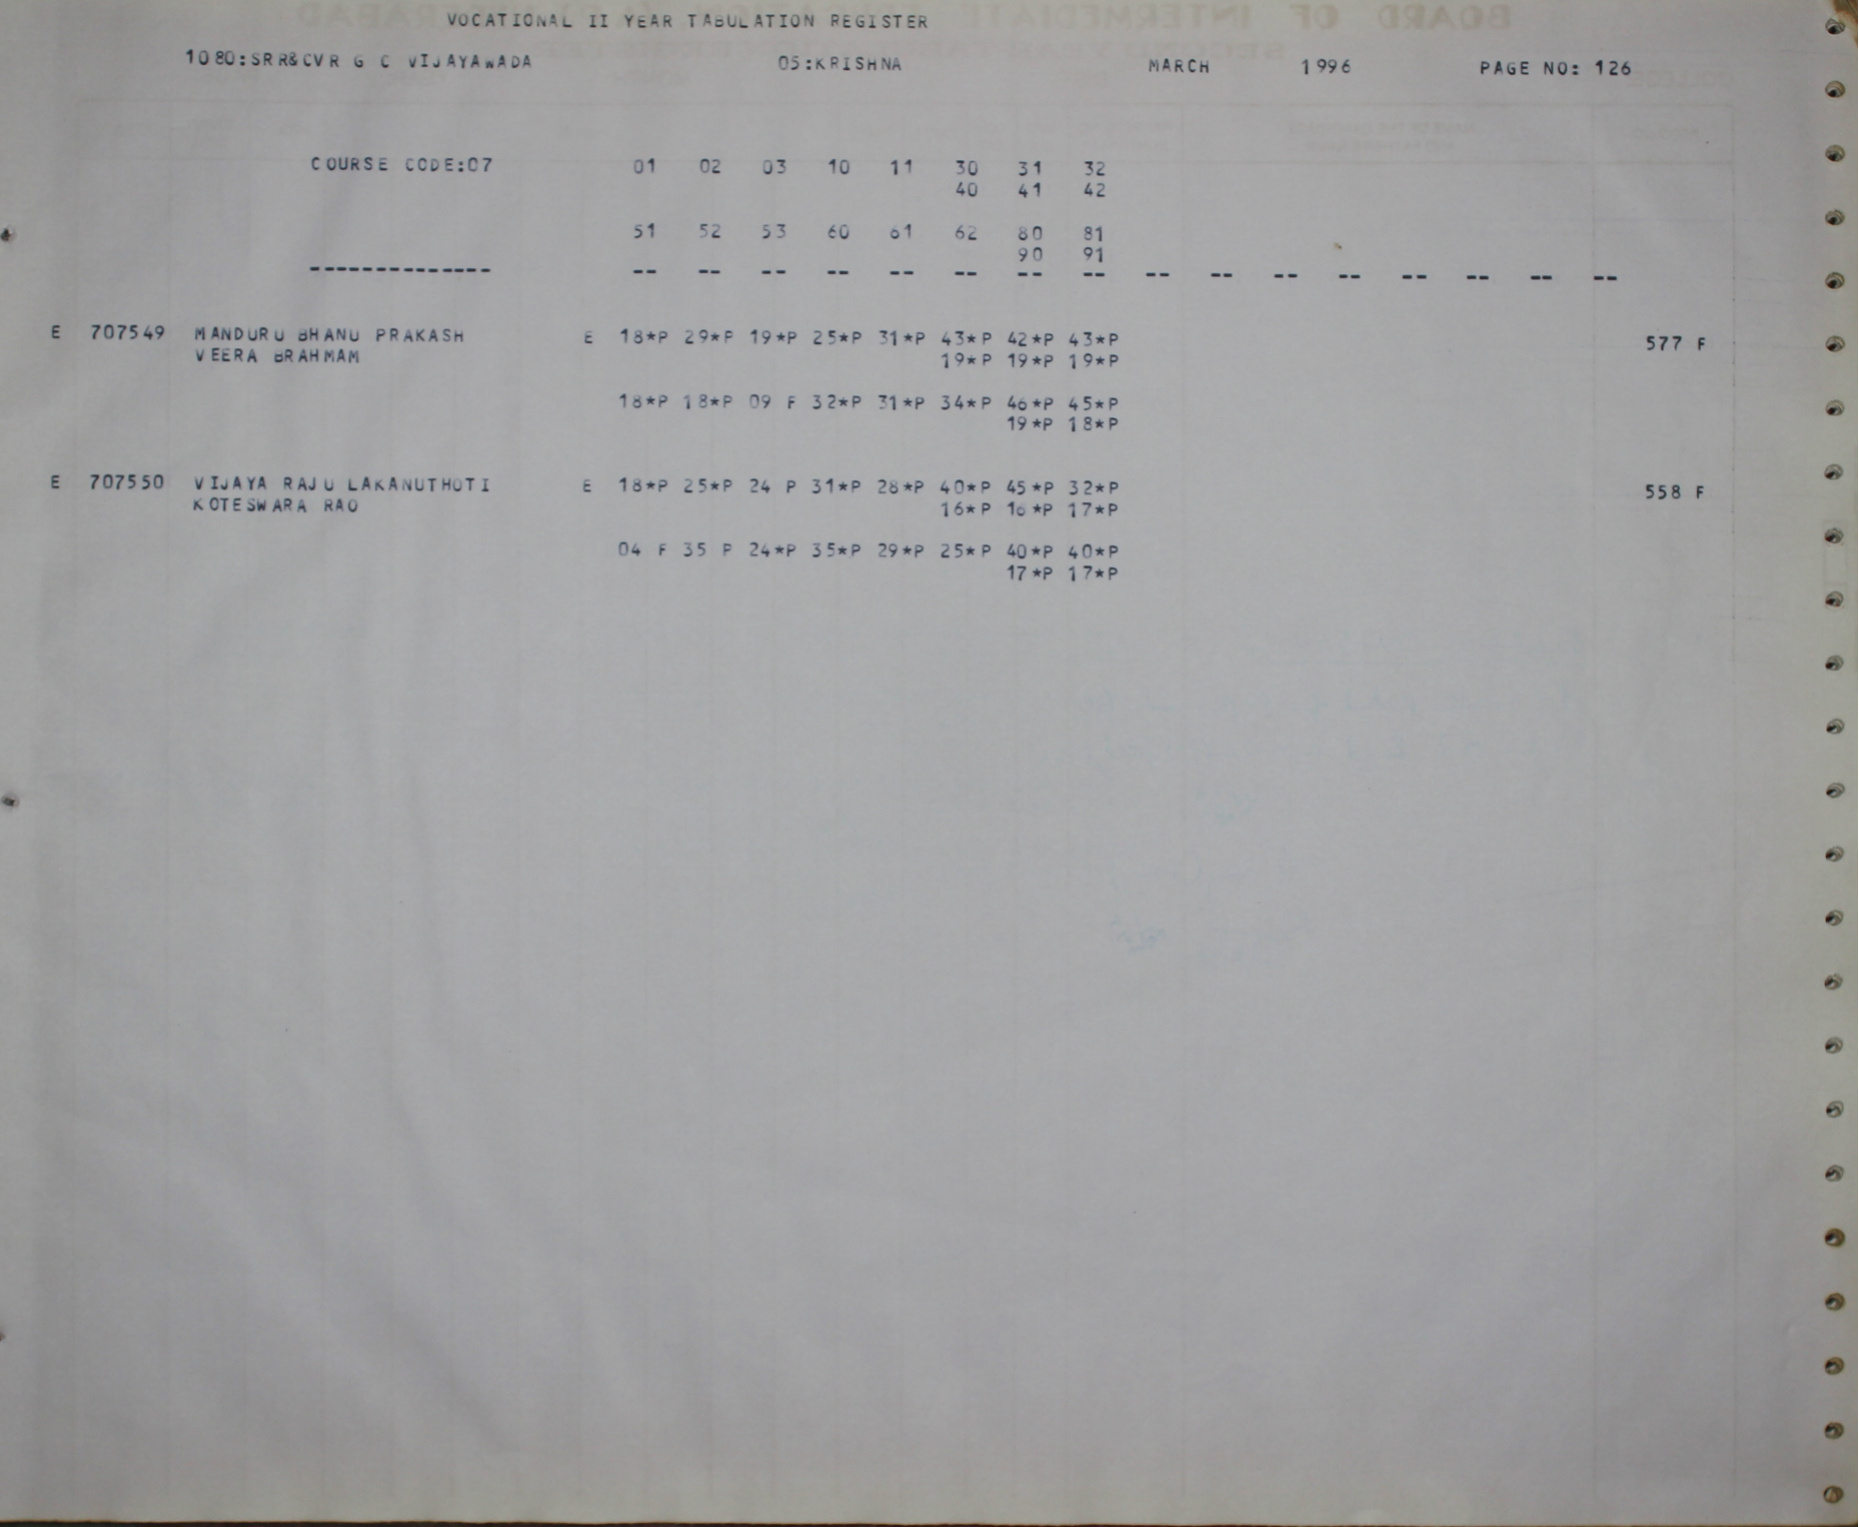 VOCATIONAL II YEAR TABULATION REGISTER
1080:SRR&CVR G C VIJAYAWADA 05:KRISHNA MARCH 1996 PAGE NO: 126
COURSE CODE:07 01 02 03 10 11 30 31 32
40 41 42
51 52 53 60 61 62 80 81
90 91
-------------- -- -- -- -- -- -- -- -- -- -- -- -- -- -- -- --
E 707549 MANDURU BHANU PRAKASH E 18*P 29*P 19*P 25*P 31*P 43*P 42*P 43*P 577 F
VEERA BRAHMAM 19*P 19*P 19*P
18*P 18*P 09 F 32*P 31*P 34*P 46*P 45*P
19*P 18*P
E 707550 VIJAYA RAJU LAKANUTHOTI E 18*P 25*P 24 P 31*P 28*P 40*P 45*P 32*P 558 F
KOTESWARA RAO 16*P 16*P 17*P
04 F 35 P 24*P 35*P 29*P 25*P 40*P 40*P
17*P 17*P